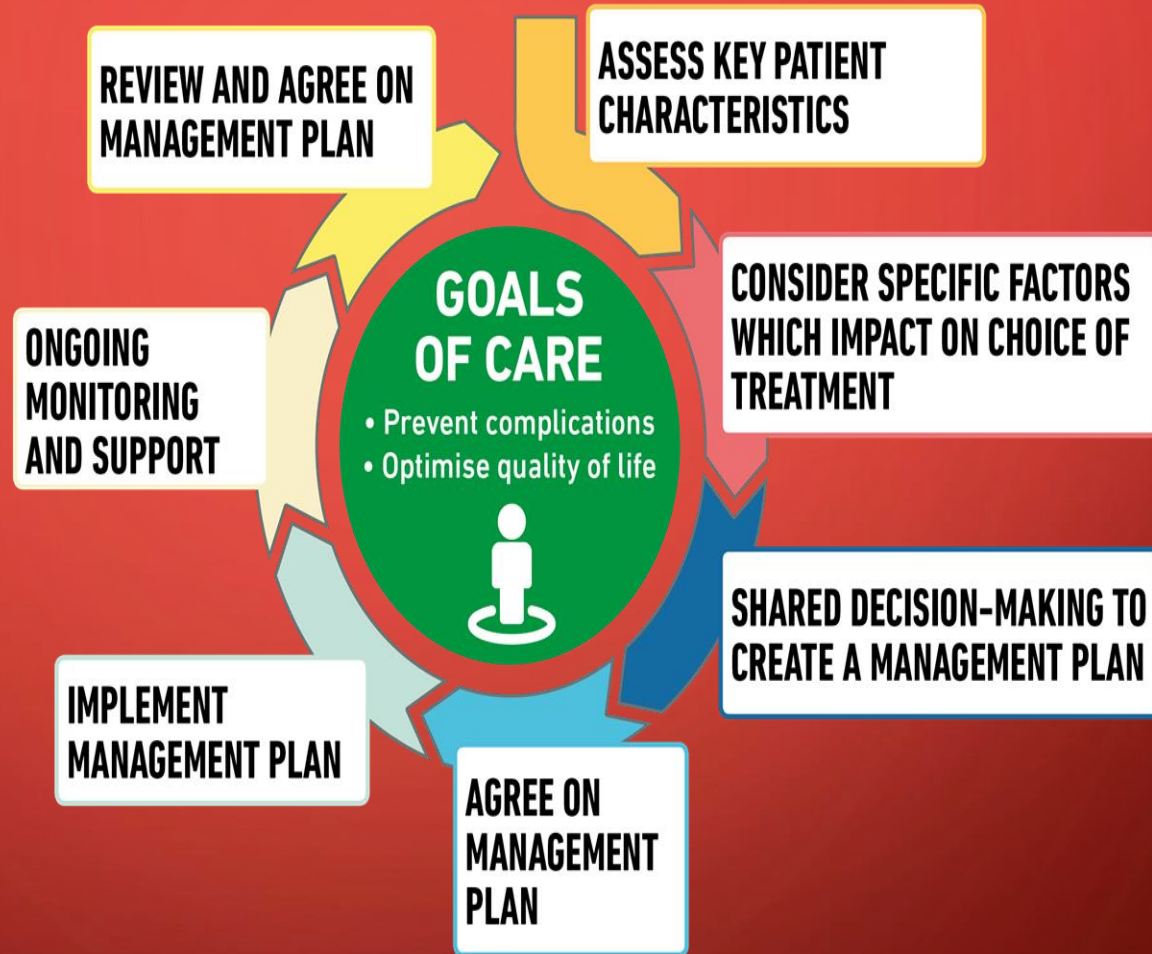 ASSESS KEY PATIENT
CHARACTERISTICS
CONSIDER SPECIFIC FACTORS
WHICH IMPACT ON CHOICE OF
TREATMENT
SHARED DECISION-MAKING TO
CREATE A MANAGEMENT PLAN
AGREE ON
MANAGEMENT
PLAN
IMPLEMENT
MANAGEMENT PLAN
ONGOING
MONITORING
AND SUPPORT
REVIEW AND AGREE ON
MANAGEMENT PLAN
GOALS
OF CARE
• Prevent complications
• Optimise quality of life